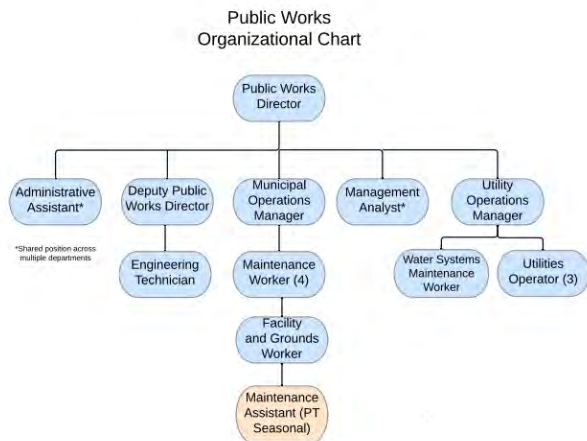 Public Works
Organizational Chart
Public Works
Director
Administrative
Assistant*
Deputy Public
Works Director
Municipal
Operations
Manager
Management
Analyst*
Utility
Operations
Manager
*Shared position across
multiple departments
Engineering
Technician
Maintenance
Worker (4)
Water Systems
Maintenance
Worker
Utilities
Operator (3)
Facility
and Grounds
Worker
Maintenance
Assistant (PT
Seasonal)